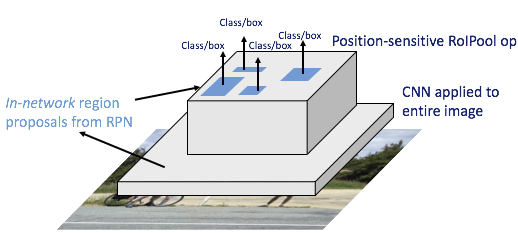 Class/box
Class/box
Class/box
Class/box
Position-sensitive RoIPool op
In-network region
proposals from RPN
CNN applied to
entire image